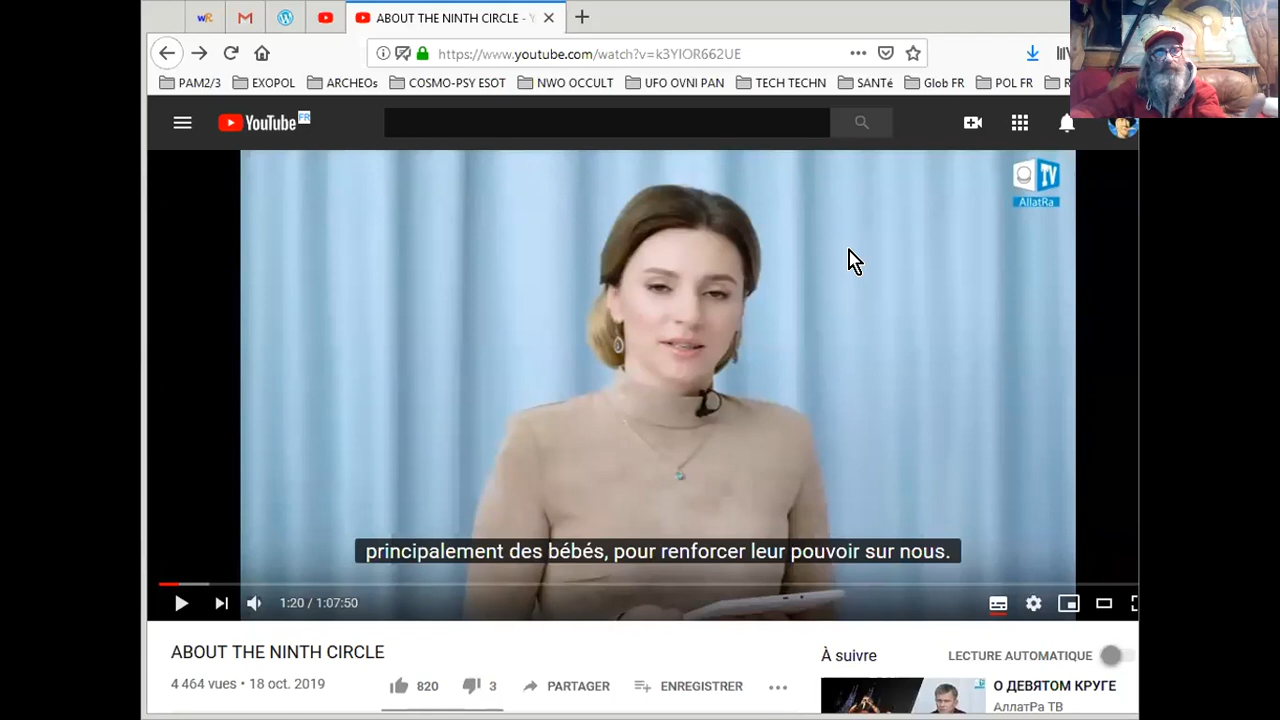 ABOUT THE NINTH CIRCLE -
https://www.youtube.com/watch?v=k3YIOR662UE
PAM2/3 EXOPOL ARCHEOs COSMO-PSY ESOT NWO OCCULT UFO OVNI PAN TECH TECHN SANTé Glob FR POL FR
YouTube FR
TV
AllatRa
principalement des bébés, pour renforcer leur pouvoir sur nous.
1:20 / 1:07:50
ABOUT THE NINTH CIRCLE
4 464 vues • 18 oct. 2019
820 3 PARTAGER ENREGISTRER
À suivre LECTURE AUTOMATIQUE
О ДЕВЯТОМ КРУГЕ
АллатРа ТВ